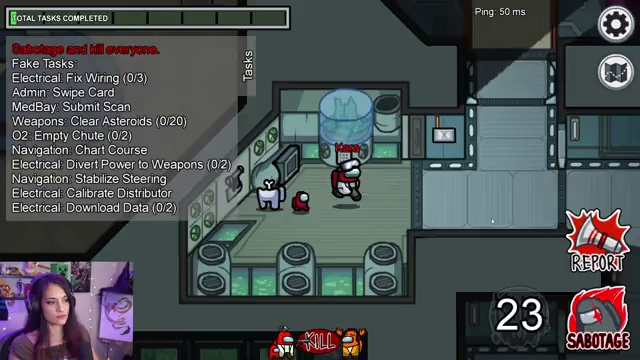 TOTAL TASKS COMPLETED
Ping: 50 ms
Sabotage and kill everyone.
Fake Tasks:
Electrical: Fix Wiring (0/3)
Admin: Swipe Card
MedBay: Submit Scan
Weapons: Clear Asteroids (0/20)
O2: Empty Chute (0/2)
Navigation: Chart Course
Electrical: Divert Power to Weapons (0/2)
Navigation: Stabilize Steering
Electrical: Calibrate Distributor
Electrical: Download Data (0/2)
Tasks
REPORT
23
SABOTAGE
KILL